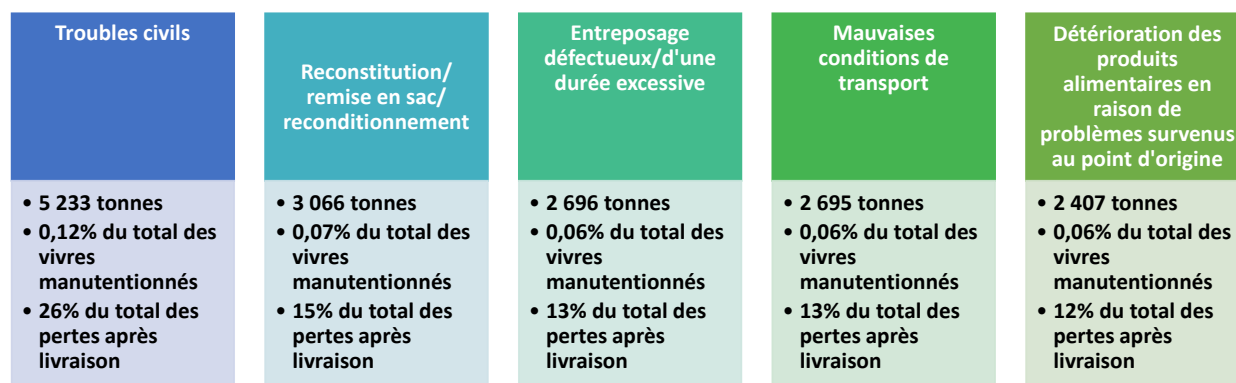 Troubles civils
• 5 233 tonnes
• 0,12% du total des
vivres
manutentionnés
• 26% du total des
pertes après
livraison
Reconstitution/
remise en sac/
reconditionnement
• 3 066 tonnes
• 0,07% du total des
vivres
manutentionnés
• 15% du total des
pertes après
livraison
Entreposage
défectueux/d'une
durée excessive
• 2 696 tonnes
• 0,06% du total des
vivres
manutentionnés
• 13% du total des
pertes après
livraison
Mauvaises
conditions de
transport
• 2 695 tonnes
• 0,06% du total des
vivres
manutentionnés
• 13% du total des
pertes après
livraison
Détérioration des
produits
alimentaires en
raison de
problèmes survenus
au point d'origine
• 2 407 tonnes
• 0,06% du total des
vivres
manutentionnés
• 12% du total des
pertes après
livraison